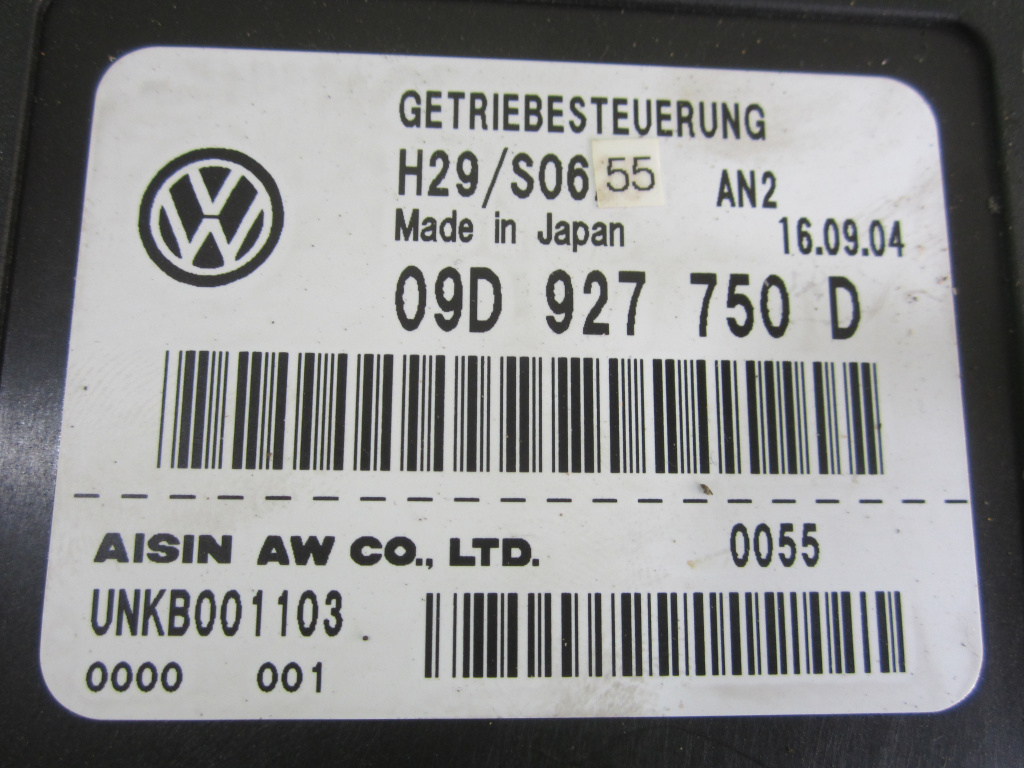 GETRIEBESTEUERUNG
H29/S06 55 AN2
Made in Japan 16.09.04
09D 927 750 D
AISIN AW CO., LTD. 0055
UNKB001103
0000 001